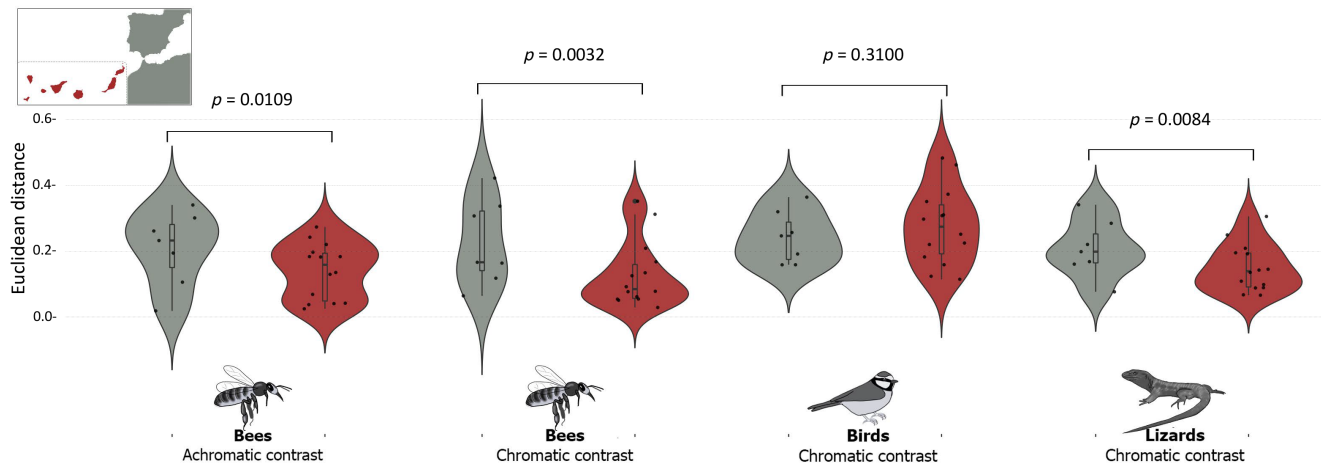 p = 0.0109
p = 0.0032
p = 0.3100
p = 0.0084
Euclidean distance
0.6-
0.4-
0.2-
0.0-
Bees
Achromatic contrast
Bees
Chromatic contrast
Birds
Chromatic contrast
Lizards
Chromatic contrast